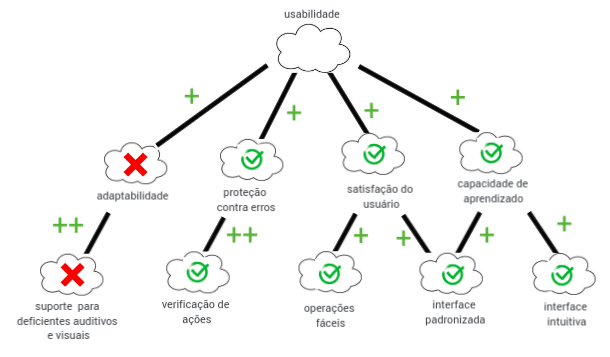 usabilidade
+
+
+
+
adaptabilidade
proteção
contra erros
satisfação do
usuário
capacidade de
aprendizado
++
++
+
+
+
+
suporte para
deficientes auditivos
e visuais
verificação de
ações
operações
fáceis
interface
padronizada
interface
intuitiva